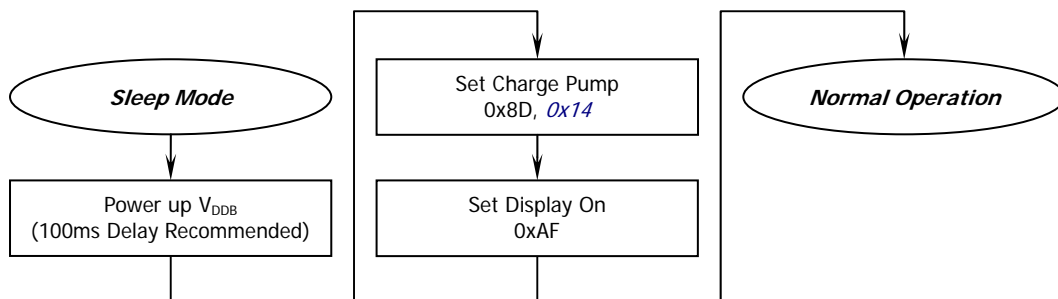 Sleep Mode
Power up VDDB
(100ms Delay Recommended)
Set Charge Pump
0x8D, 0x14
Set Display On
0xAF
Normal Operation